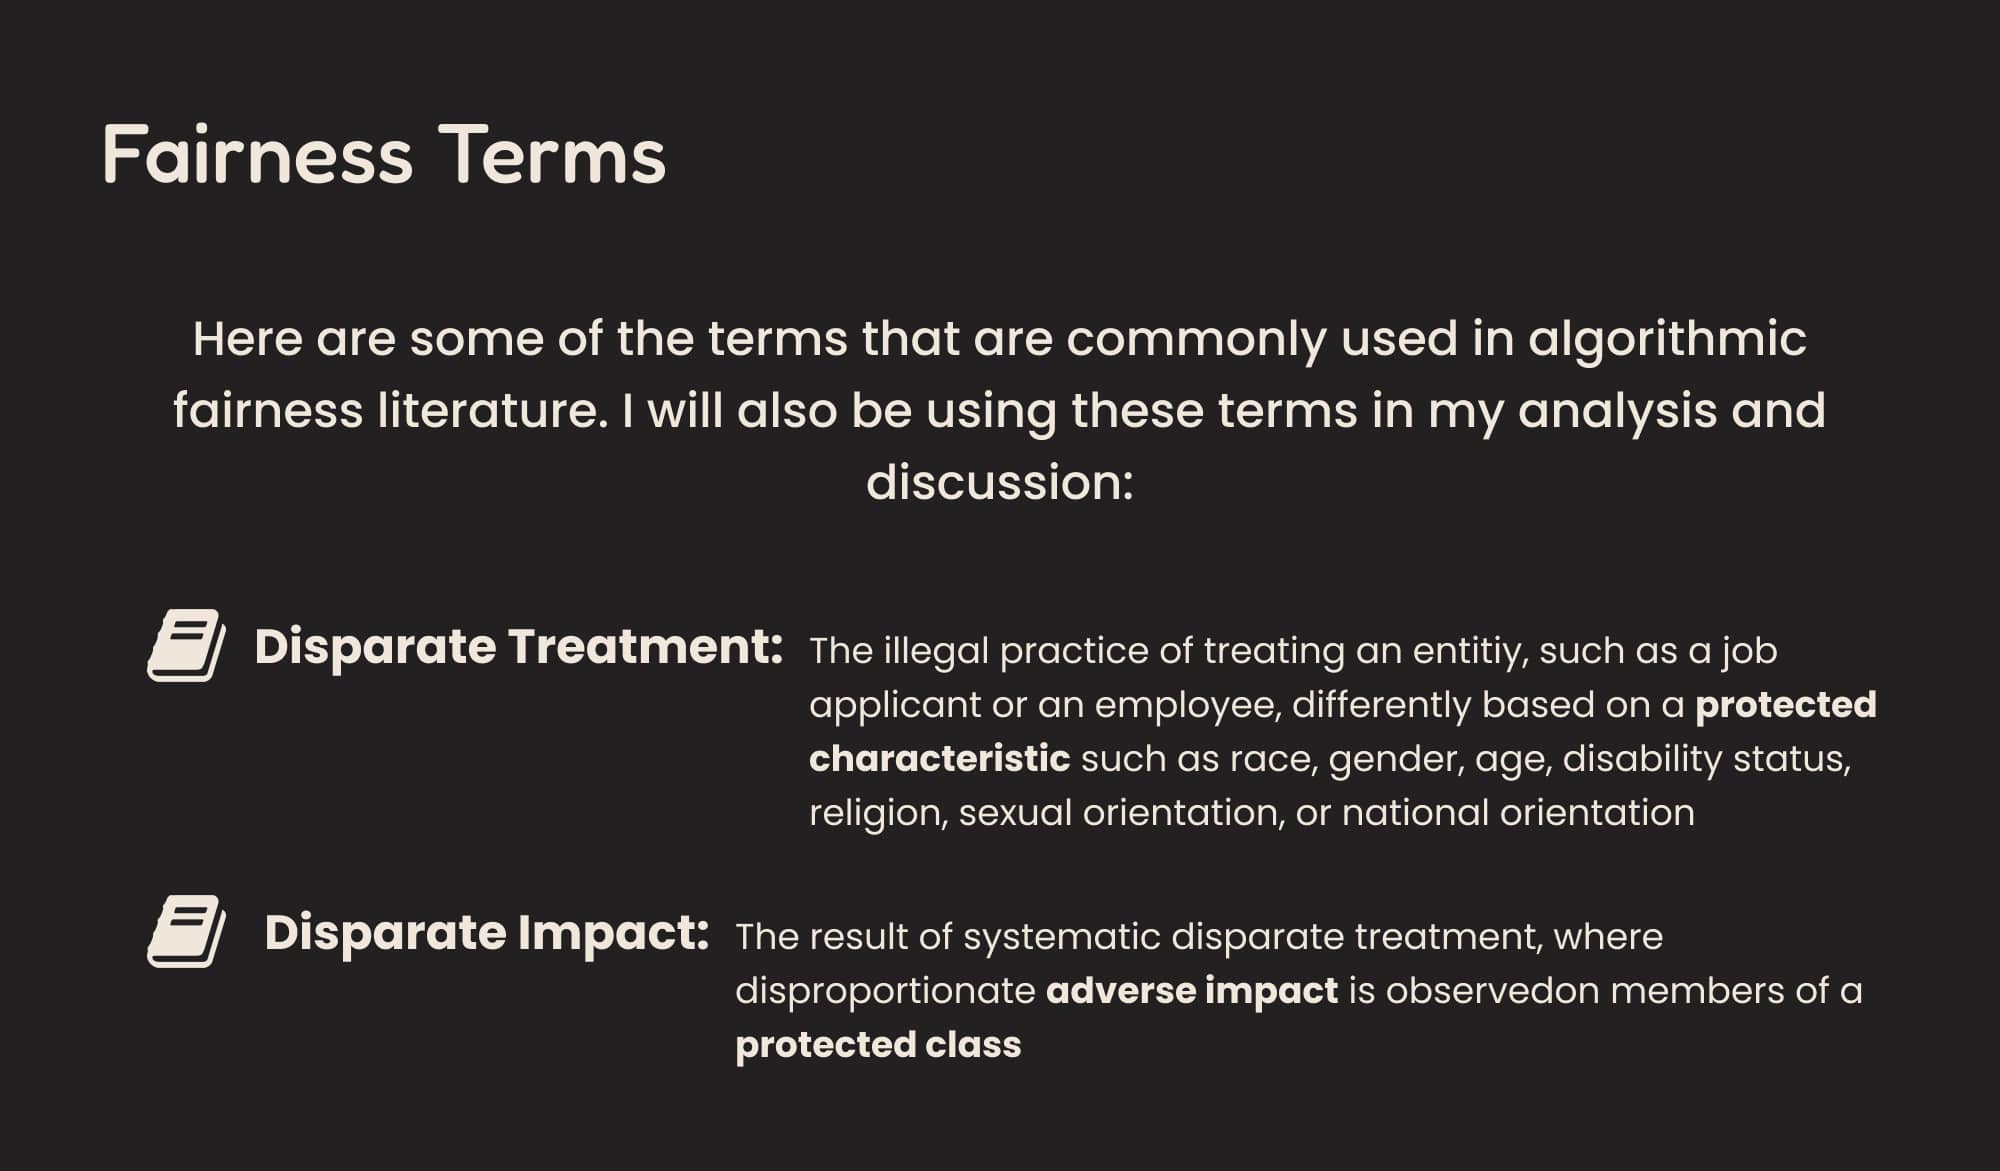 Fairness Terms
Here are some of the terms that are commonly used in algorithmic
fairness literature. I will also be using these terms in my analysis and
discussion:
Disparate Treatment: The illegal practice of treating an entitiy, such as a job
applicant or an employee, differently based on a protected
characteristic such as race, gender, age, disability status,
religion, sexual orientation, or national orientation
Disparate Impact: The result of systematic disparate treatment, where
disproportionate adverse impact is observedon members of a
protected class